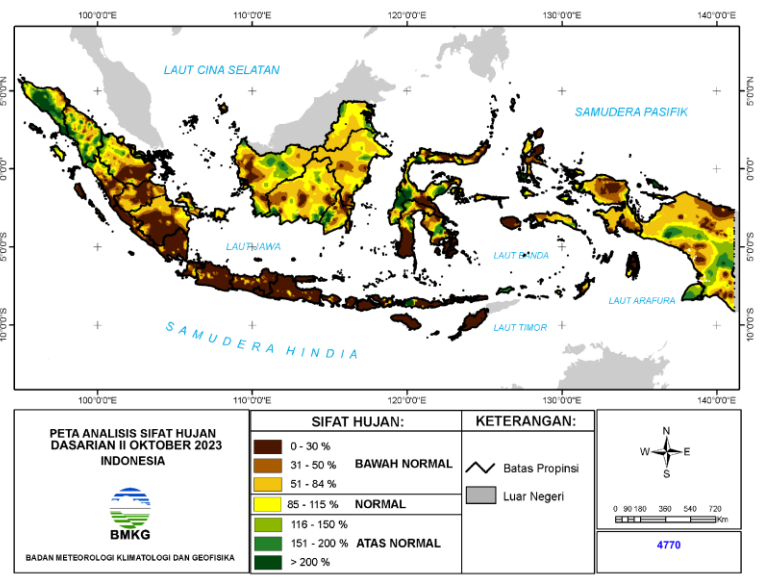 100°0'0"E 110°0'0"E 120°0'0"E 130°0'0"E 140°0'0"E
LAUT CINA SELATAN
5°0'0"N 5°0'0"N
SAMUDERA PASIFIK
0°0'0" 0°0'0"
LAUT JAWA
LAUT BANDA
5°0'0"S 5°0'0"S
LAUT ARAFURA
LAUT TIMOR
10°0'0"S 10°0'0"S
SAMUDERA HINDIA
100°0'0"E 110°0'0"E 120°0'0"E 130°0'0"E 140°0'0"E
PETA ANALISIS SIFAT HUJAN
DASARIAN II OKTOBER 2023
INDONESIA
BMKG
BADAN METEOROLOGI KLIMATOLOGI DAN GEOFISIKA
SIFAT HUJAN:
0 - 30 %
31 - 50 % BAWAH NORMAL
51 - 84 %
85 - 115 % NORMAL
116 - 150 %
151 - 200 % ATAS NORMAL
> 200 %
KETERANGAN:
Batas Propinsi
Luar Negeri
N
W E
S
0 90 180 360 540 720
Km
4770